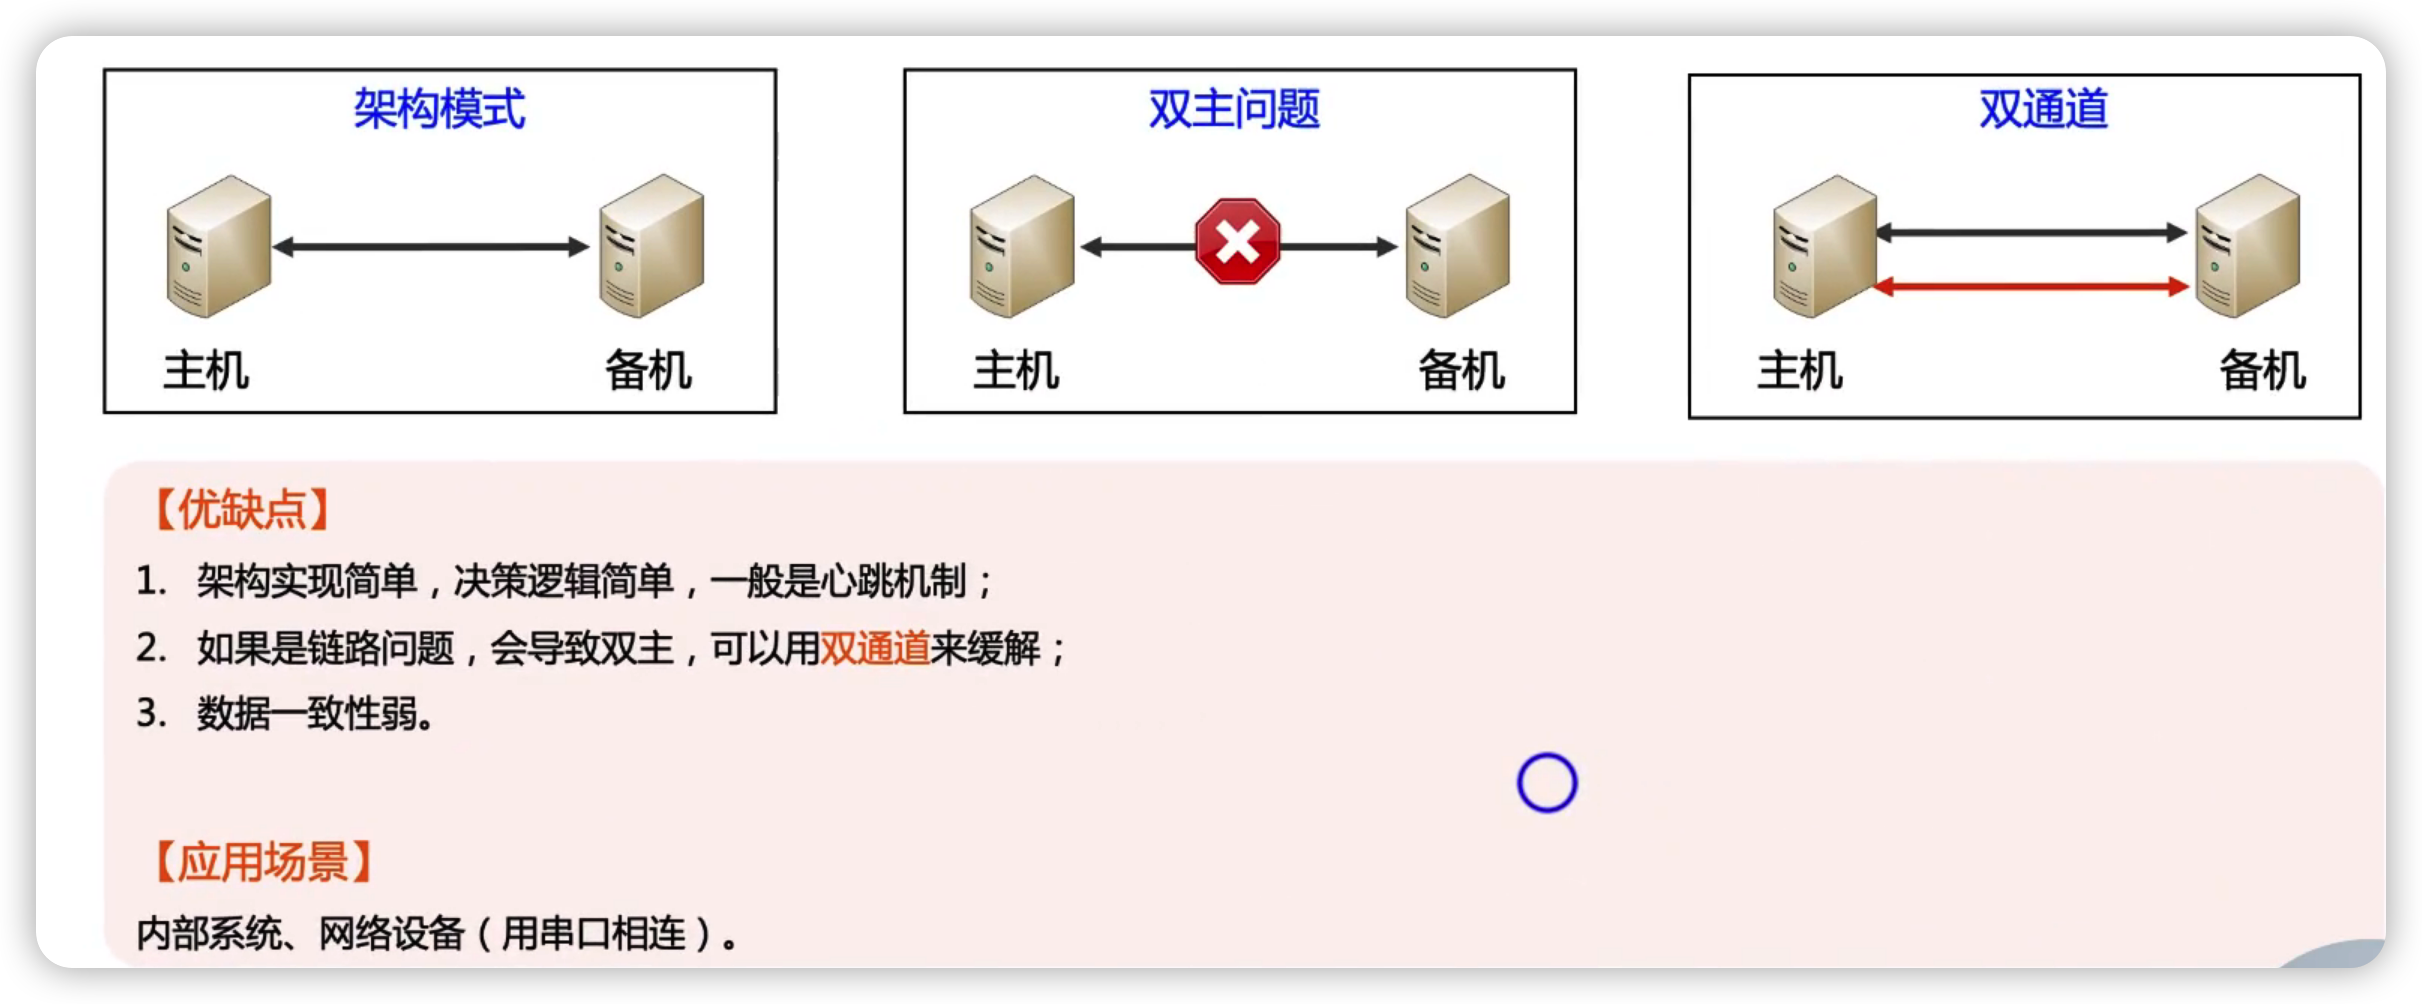 架构模式
主机 备机
双主问题
主机 备机
双通道
主机 备机
【优缺点】
1. 架构实现简单，决策逻辑简单，一般是心跳机制；
2. 如果是链路问题，会导致双主，可以用双通道来缓解；
3. 数据一致性弱。
【应用场景】
内部系统、网络设备（用串口相连）。